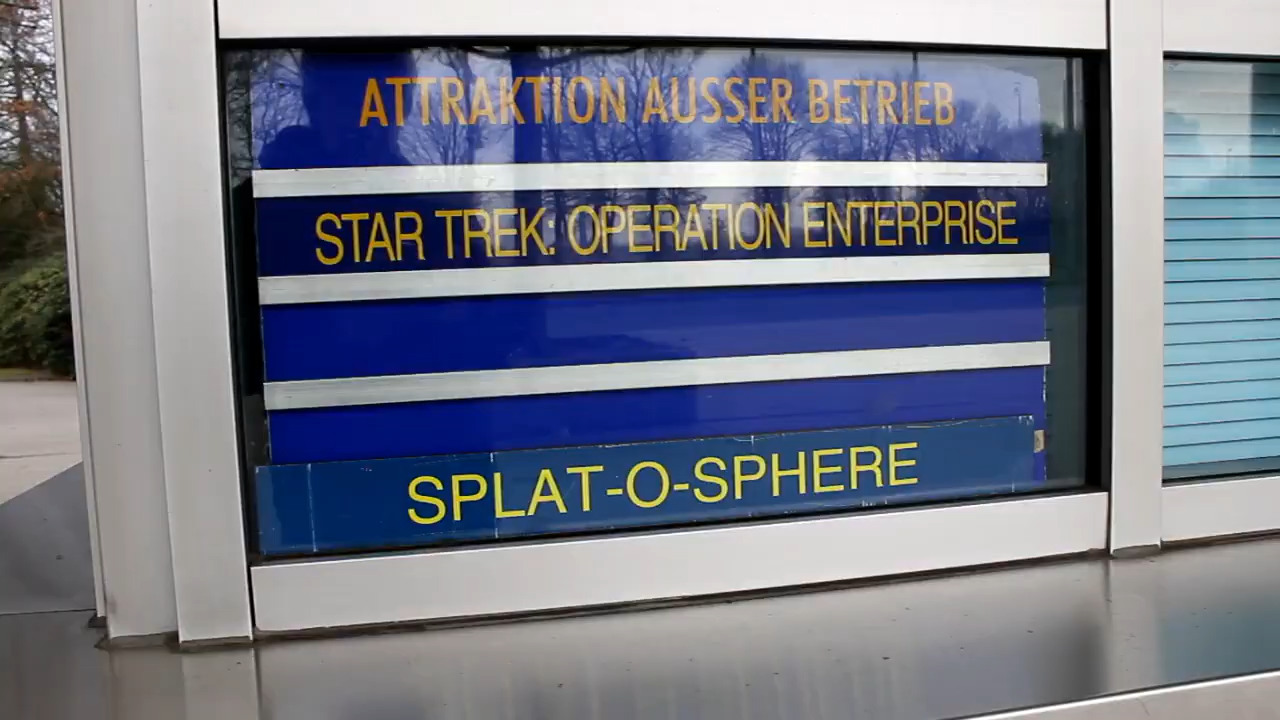 ATTRAKTION AUSSER BETRIEB
STAR TREK: OPERATION ENTERPRISE
SPLAT-O-SPHERE